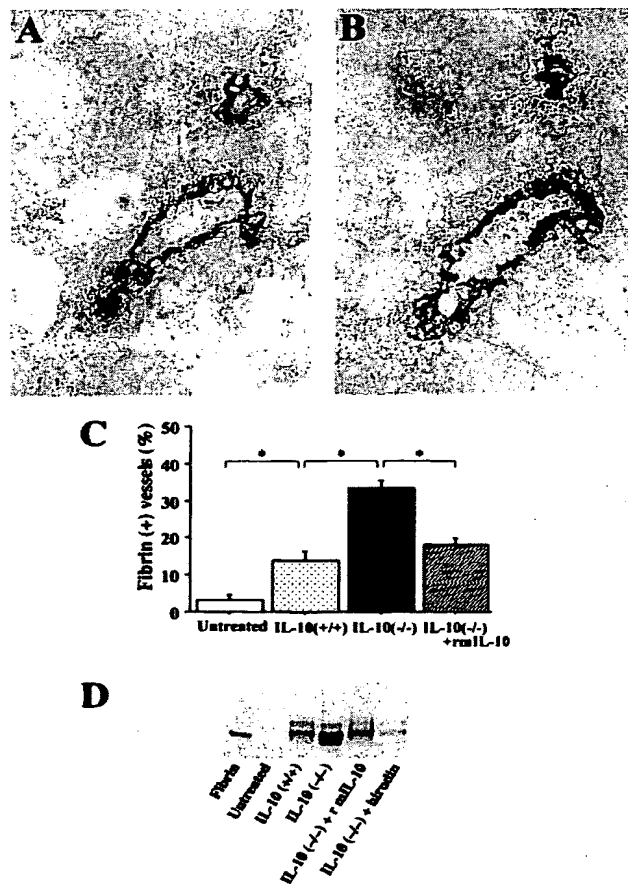 A
B
C
Fibrin (+) vessels (%)
50
40
30
20
10
0
* * *
Untreated IL-10(+/+) IL-10(-/-) IL-10(-/-)
+rmIL-10
D
Fibrin
Untreated
IL-10 (+/+)
IL-10 (-/-)
IL-10 (-/-) + r mIL-10
IL-10 (-/-) + hirudin